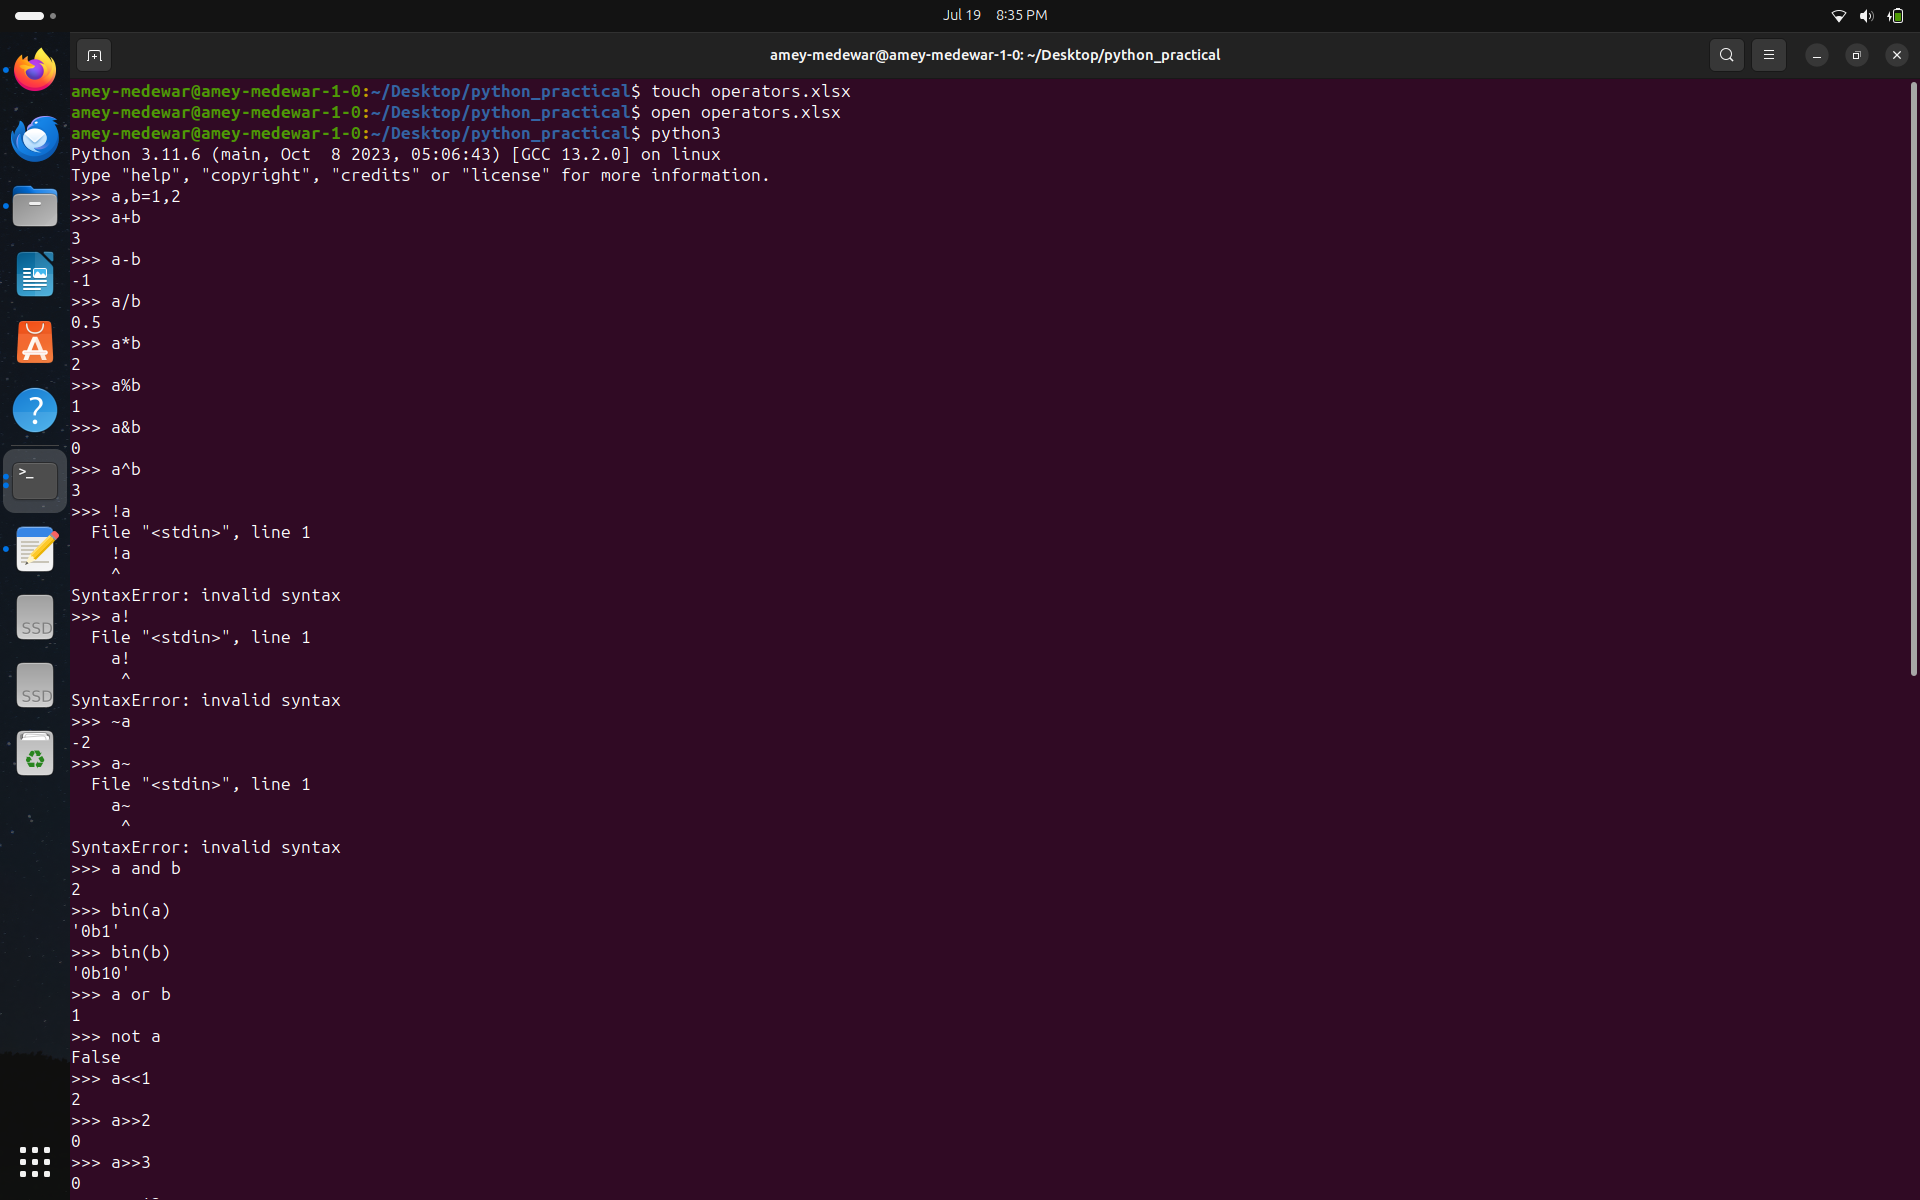 Jul 19 8:35 PM
amey-medewar@amey-medewar-1-0: ~/Desktop/python_practical
amey-medewar@amey-medewar-1-0:~/Desktop/python_practical$ touch operators.xlsx
amey-medewar@amey-medewar-1-0:~/Desktop/python_practical$ open operators.xlsx
amey-medewar@amey-medewar-1-0:~/Desktop/python_practical$ python3
Python 3.11.6 (main, Oct  8 2023, 05:06:43) [GCC 13.2.0] on linux
Type "help", "copyright", "credits" or "license" for more information.
>>> a,b=1,2
>>> a+b
3
>>> a-b
-1
>>> a/b
0.5
>>> a*b
2
>>> a%b
1
>>> a&b
0
>>> a^b
3
>>> !a
  File "<stdin>", line 1
    !a
    ^
SyntaxError: invalid syntax
>>> a!
  File "<stdin>", line 1
    a!
     ^
SyntaxError: invalid syntax
>>> ~a
-2
>>> a~
  File "<stdin>", line 1
    a~
     ^
SyntaxError: invalid syntax
>>> a and b
2
>>> bin(a)
'0b1'
>>> bin(b)
'0b10'
>>> a or b
1
>>> not a
False
>>> a<<1
2
>>> a>>2
0
>>> a>>3
0
SSD
SSD